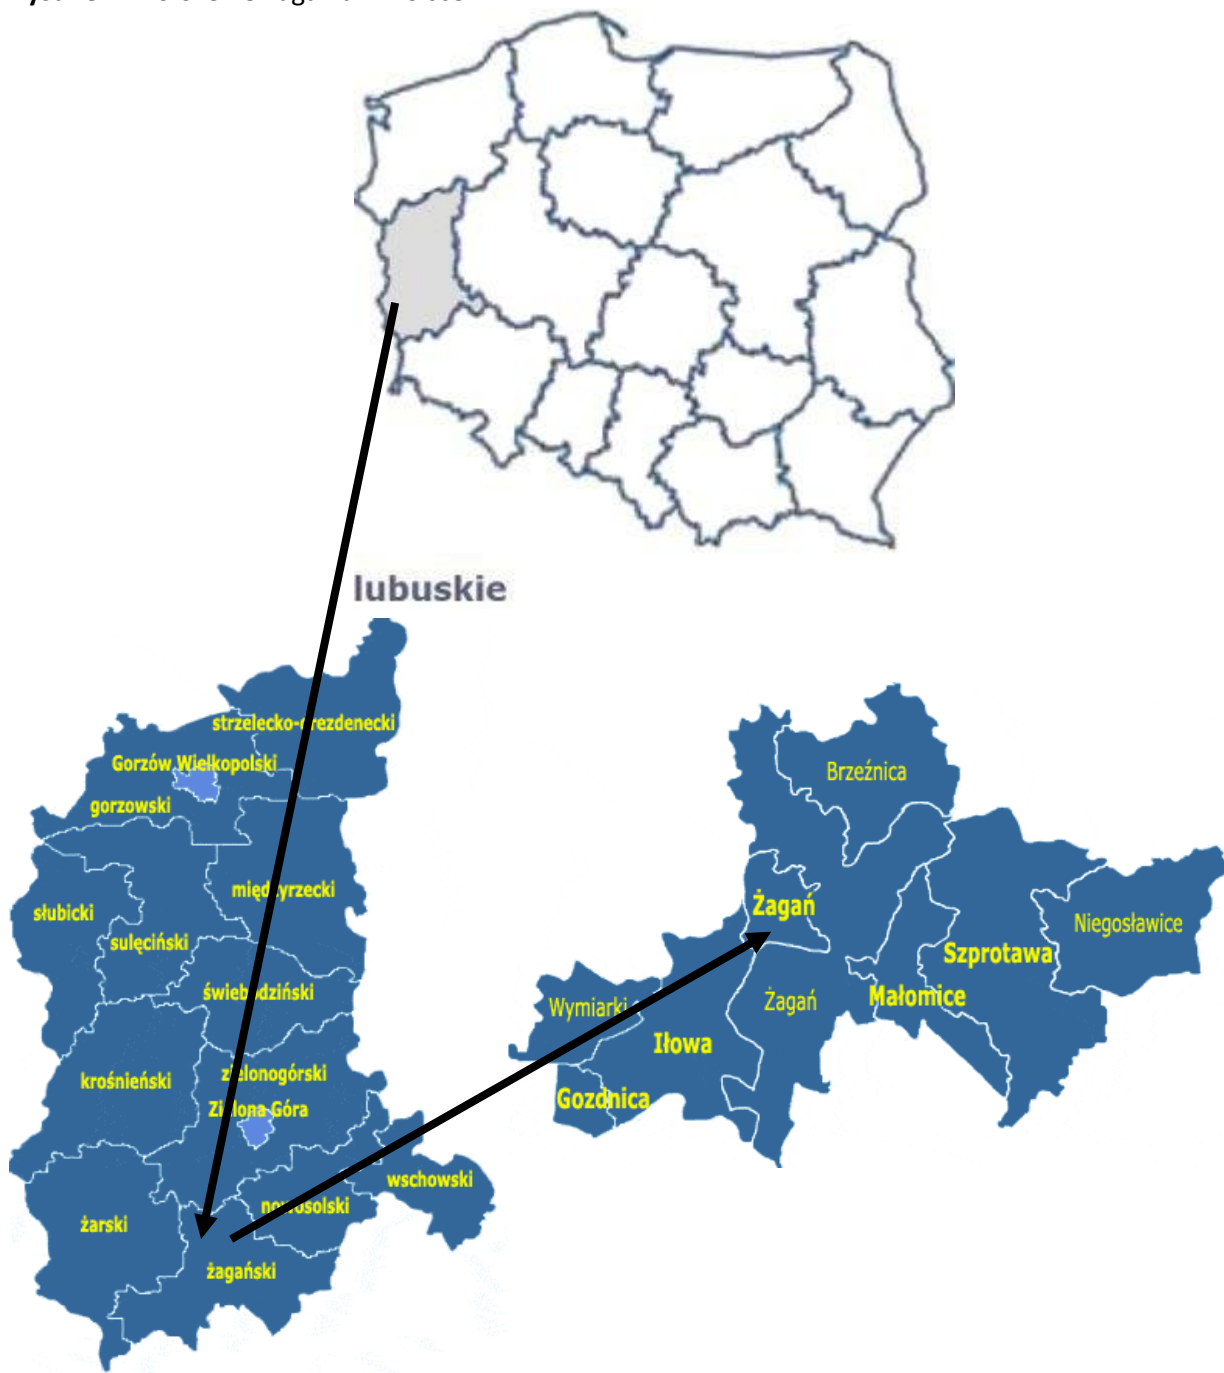 lubuskie
strzelecko-drezdenecki
Gorzów Wielkopolski
gorzowski
międzyrzecki
słubicki
sulęciński
świebodziński
krośnieński
zielonogórski
Zielona Góra
wschowski
nowosolski
żarski
żagański
Brzeźnica
Żagań
Niegosławice
Szprotawa
Małomice
Żagań
Wymiarki
Iłowa
Gozdnica